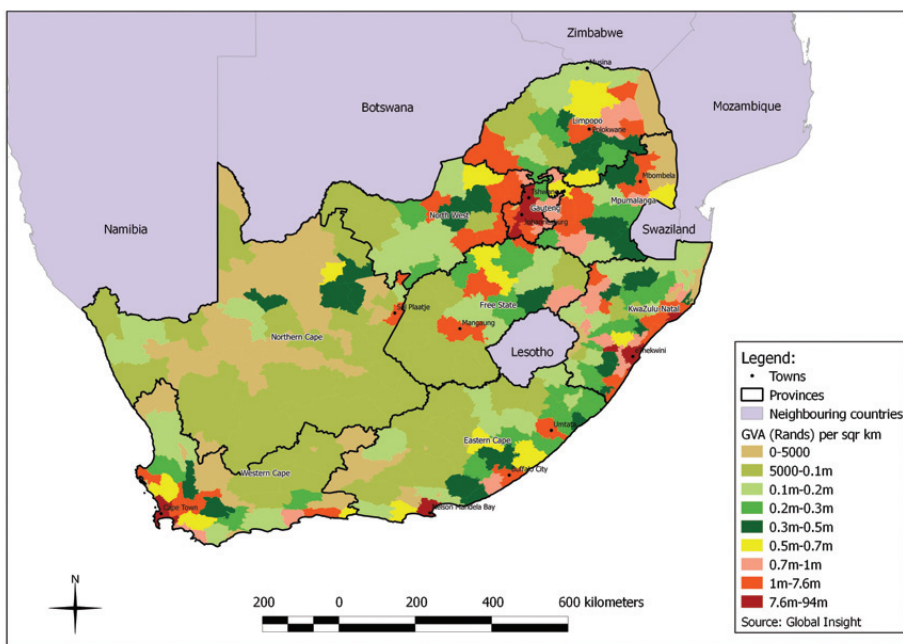 Zimbabwe
Musina
Botswana
Mozambique
Limpopo
Polokwane
Mbombela
Mpumalanga
Gauteng
North West
Namibia
Swaziland
Plaatje
Free State
KwaZulu Natal
Mangaung
Northern Cape
Lesotho
Umtata
Eastern Cape
Western Cape
Buffalo City
Nelson Mandela Bay
Cape Town
Legend:
Towns
Provinces
Neighbouring countries
GVA (Rands) per sqr km
0-5000
5000-0.1m
0.1m-0.2m
0.2m-0.3m
0.3m-0.5m
0.5m-0.7m
0.7m-1m
1m-7.6m
7.6m-94m
Source: Global Insight
N
200 0 200 400 600 kilometers